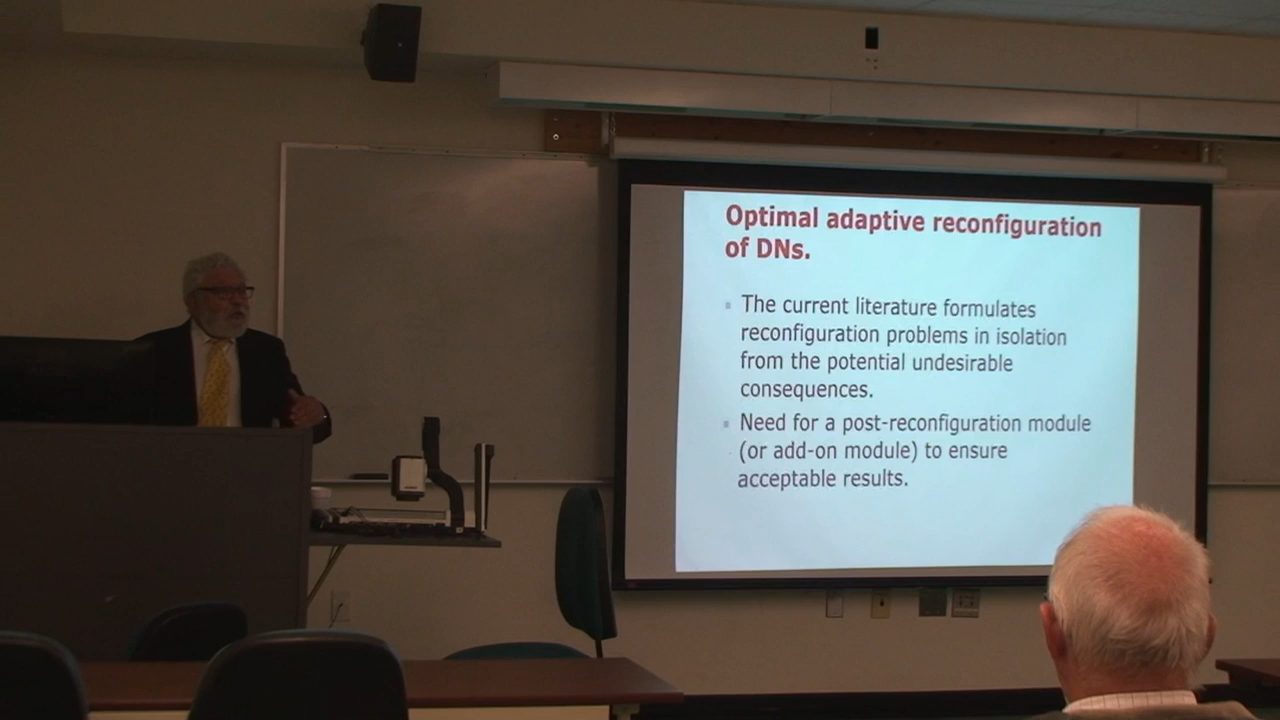 Optimal adaptive reconfiguration
of DNs.
The current literature formulates
reconfiguration problems in isolation
from the potential undesirable
consequences.
Need for a post-reconfiguration module
(or add-on module) to ensure
acceptable results.